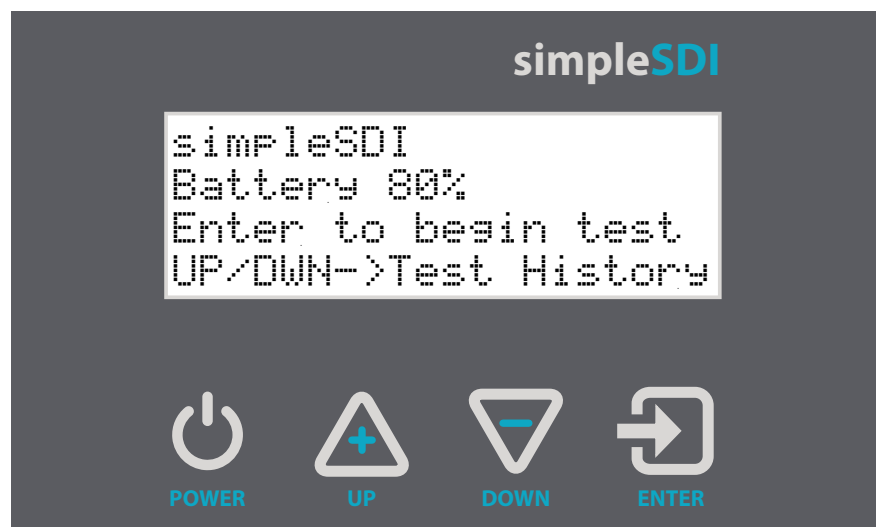 simpleSDI
simpleSDI
Battery 80%
Enter to begin test
UP/DWN->Test History
POWER UP DOWN ENTER